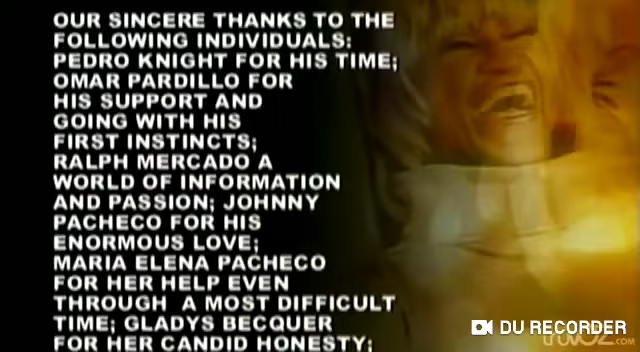 OUR SINCERE THANKS TO THE
FOLLOWING INDIVIDUALS:
PEDRO KNIGHT FOR HIS TIME;
OMAR PARDILLO FOR
HIS SUPPORT AND
GOING WITH HIS
FIRST INSTINCTS;
RALPH MERCADO A
WORLD OF INFORMATION
AND PASSION; JOHNNY
PACHECO FOR HIS
ENORMOUS LOVE;
MARIA ELENA PACHECO
FOR HER HELP EVEN
THROUGH A MOST DIFFICULT
TIME; GLADYS BECQUER
FOR HER CANDID HONESTY;
DU RECORDER
.COM